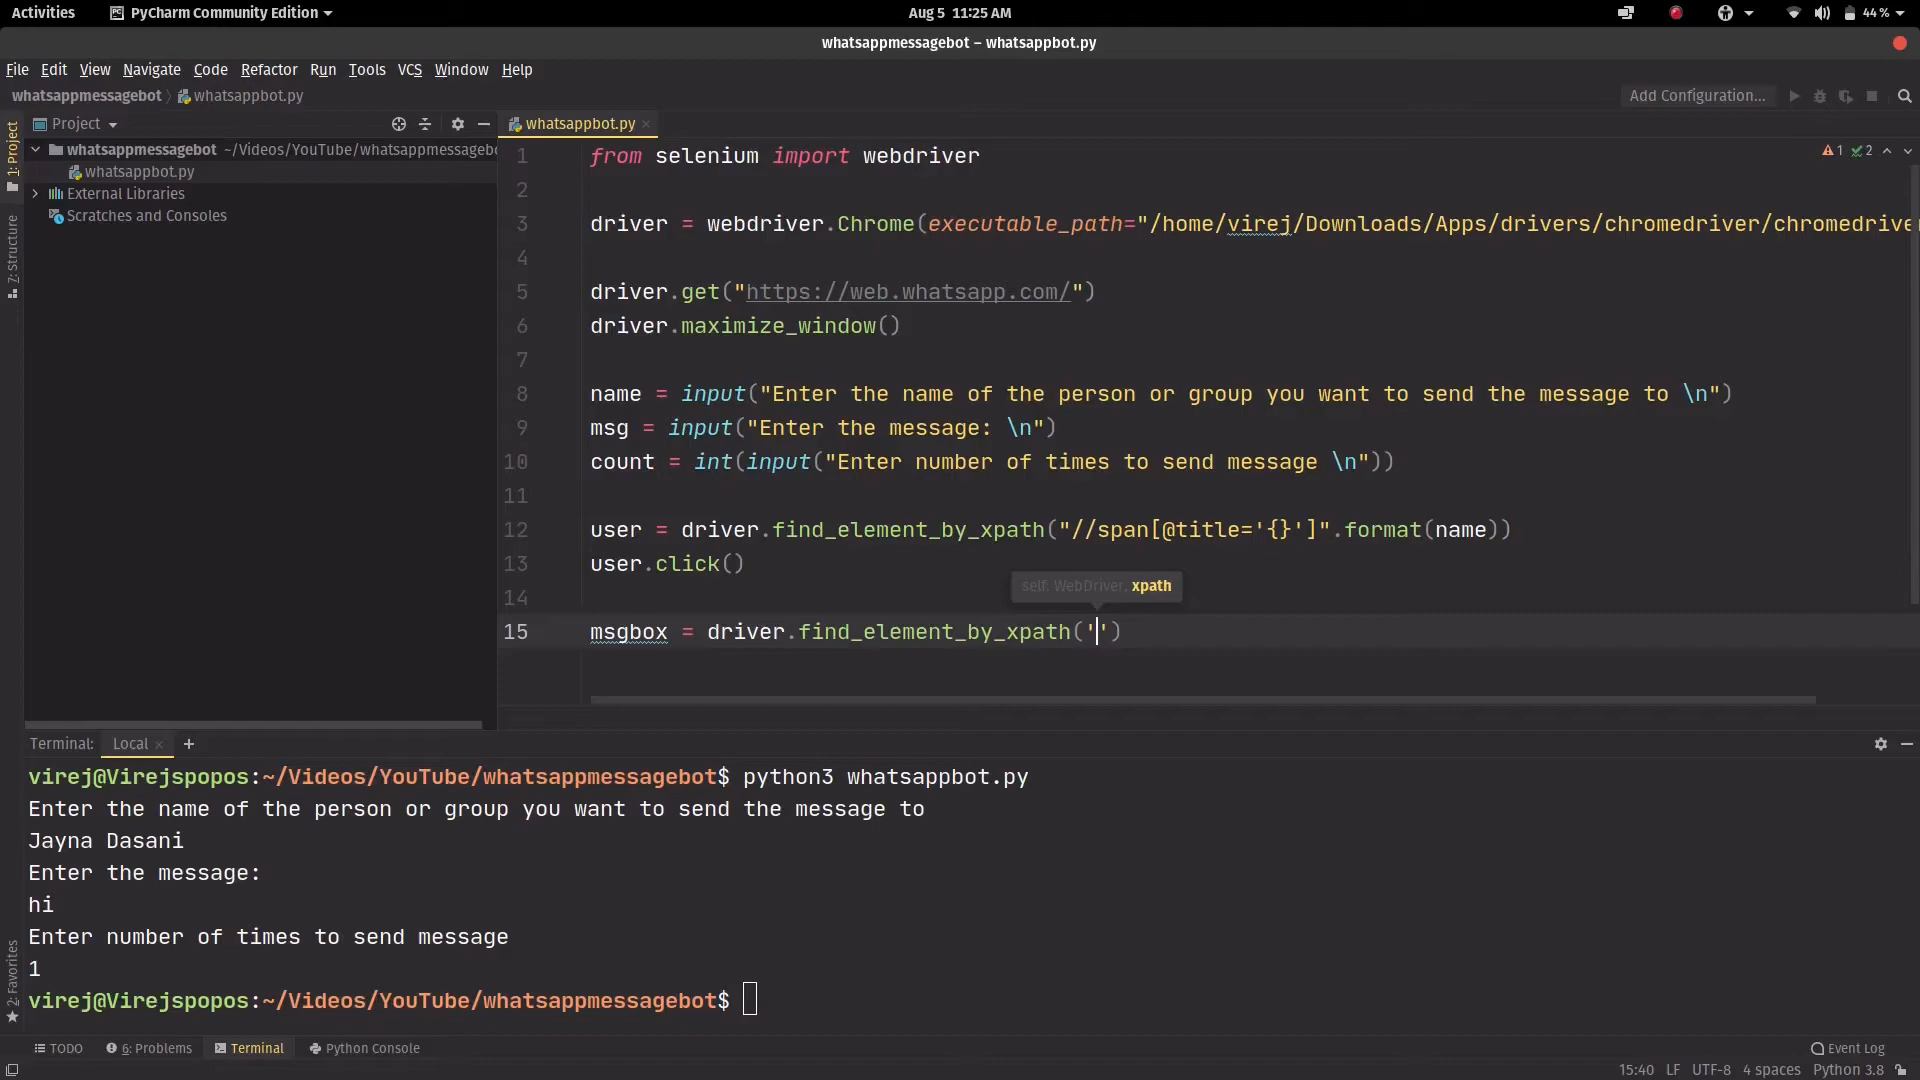 Activities PyCharm Community Edition Aug 5 11:25 AM 44 %
whatsappmessagebot – whatsappbot.py
File Edit View Navigate Code Refactor Run Tools VCS Window Help
whatsappmessagebot whatsappbot.py Add Configuration...
Project whatsappbot.py
1: Project
7: Structure
2: Favorites
whatsappmessagebot ~/Videos/YouTube/whatsappmessagebo
whatsappbot.py
External Libraries
Scratches and Consoles
1 from selenium import webdriver
1 2
2
3 driver = webdriver.Chrome(executable_path="/home/virej/Downloads/Apps/drivers/chromedriver/chromedrive
4
5 driver.get("https://web.whatsapp.com/")
6 driver.maximize_window()
7
8 name = input("Enter the name of the person or group you want to send the message to \n")
9 msg = input("Enter the message: \n")
10 count = int(input("Enter number of times to send message \n"))
11
12 user = driver.find_element_by_xpath("//span[@title='{}']".format(name))
13 user.click()
self: WebDriver, xpath
14
15 msgbox = driver.find_element_by_xpath('')
Terminal: Local +
virej@Virejspopos:~/Videos/YouTube/whatsappmessagebot$ python3 whatsappbot.py
Enter the name of the person or group you want to send the message to
Jayna Dasani
Enter the message:
hi
Enter number of times to send message
1
virej@Virejspopos:~/Videos/YouTube/whatsappmessagebot$
TODO 6: Problems Terminal Python Console Event Log
15:40 LF UTF-8 4 spaces Python 3.8